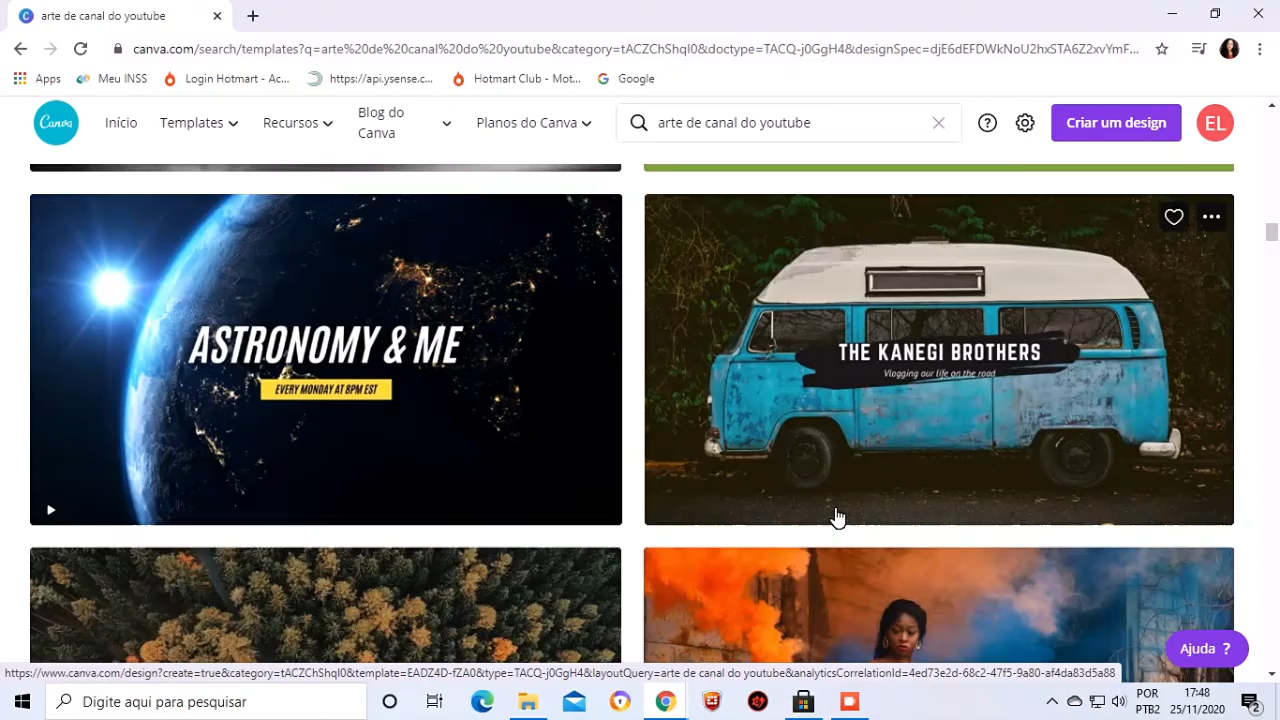 arte de canal do youtube
canva.com/search/templates?q=arte%20de%20canal%20do%20youtube&category=tACZChShqI0&doctype=TACQ-j0GgH4&designSpec=djE6dEFDWkNoU2hxSTA6Z2xvYmF...
Apps
Meu INSS
Login Hotmart - Ac...
https://api.ysense.c...
Hotmart Club - Mot...
Google
Canva
Início
Templates
Recursos
Blog do
Canva
Planos do Canva
arte de canal do youtube
Criar um design
EL
ASTRONOMY & ME
EVERY MONDAY AT 8PM EST
THE KANEGI BROTHERS
Vlogging our life on the road
Ajuda ?
https://www.canva.com/design?create=true&category=tACZChShqI0&template=EADZ4D-fZA0&type=TACQ-j0GgH4&layoutQuery=arte de canal do youtube&analyticsCorrelationId=4ed73e2d-68c2-47f5-9a80-af4da83d5a88
Digite aqui para pesquisar
POR
PTB2
17:48
25/11/2020
2